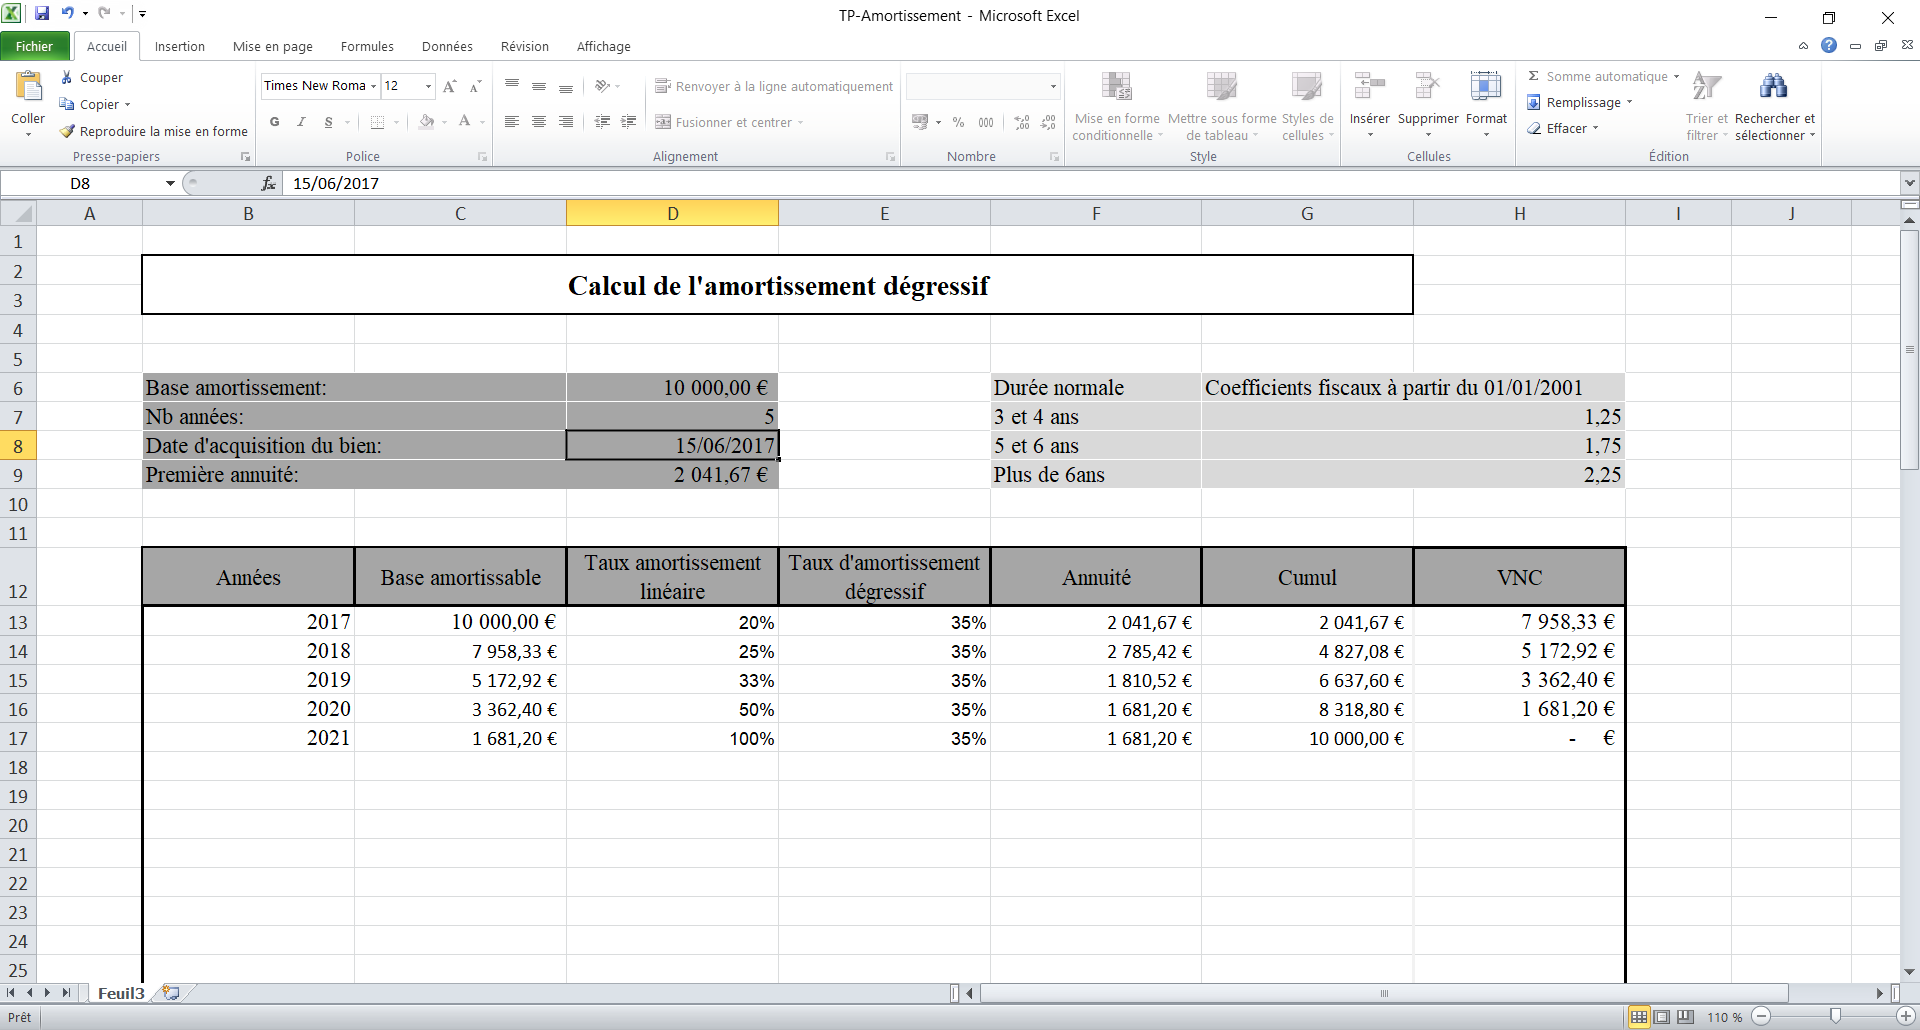 TP-Amortissement - Microsoft Excel
Fichier Accueil Insertion Mise en page Formules Données Révision Affichage
Coller
Couper
Copier
Reproduire la mise en forme
Presse-papiers
Times New Roma 12
G I S
Police
Renvoyer à la ligne automatiquement
Fusionner et centrer
Alignement
% 000
Nombre
Mise en forme conditionnelle
Mettre sous forme de tableau
Styles de cellules
Style
Insérer Supprimer Format
Cellules
Σ Somme automatique
Remplissage
Effacer
Trier et filtrer
Rechercher et sélectionner
Édition
D8 fx 15/06/2017
A B C D E F G H I J
1
2
Calcul de l'amortissement dégressif
3
4
5
6 Base amortissement: 10 000,00 € Durée normale Coefficients fiscaux à partir du 01/01/2001
7 Nb années: 5 3 et 4 ans 1,25
8 Date d'acquisition du bien: 15/06/2017 5 et 6 ans 1,75
9 Première annuité: 2 041,67 € Plus de 6ans 2,25
10
11
12 Années Base amortissable Taux amortissement linéaire Taux d'amortissement dégressif Annuité Cumul VNC
13 2017 10 000,00 € 20% 35% 2 041,67 € 2 041,67 € 7 958,33 €
14 2018 7 958,33 € 25% 35% 2 785,42 € 4 827,08 € 5 172,92 €
15 2019 5 172,92 € 33% 35% 1 810,52 € 6 637,60 € 3 362,40 €
16 2020 3 362,40 € 50% 35% 1 681,20 € 8 318,80 € 1 681,20 €
17 2021 1 681,20 € 100% 35% 1 681,20 € 10 000,00 € - €
18
19
20
21
22
23
24
25
Feuil3
Prêt 110 %